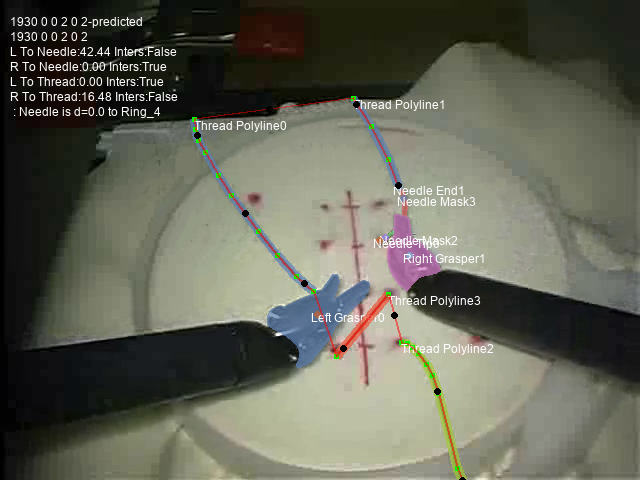 1930 0 0 2 0 2-predicted
1930 0 0 2 0 2
L To Needle:42.44 Inters:False
R To Needle:0.00 Inters:True
L To Thread:0.00 Inters:True
R To Thread:16.48 Inters:False
: Needle is d=0.0 to Ring_4
Thread Polyline1
Thread Polyline0
Needle End1
Needle Mask3
Needle Mask2
Right Grasper1
Thread Polyline3
Left Grasper0
Thread Polyline2